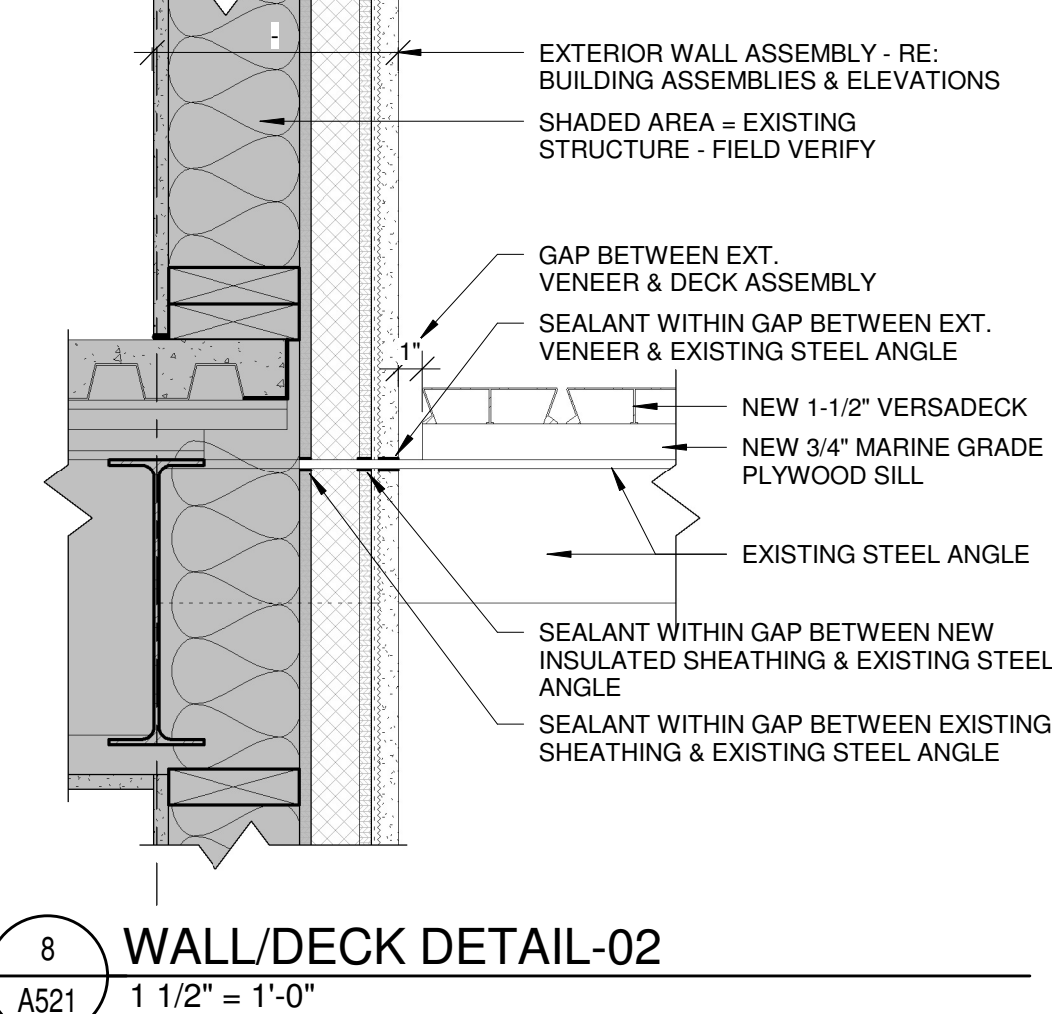 EXTERIOR WALL ASSEMBLY - RE:
BUILDING ASSEMBLIES & ELEVATIONS
SHADED AREA = EXISTING
STRUCTURE - FIELD VERIFY
GAP BETWEEN EXT.
VENEER & DECK ASSEMBLY
SEALANT WITHIN GAP BETWEEN EXT.
VENEER & EXISTING STEEL ANGLE
1"
NEW 1-1/2" VERSADECK
NEW 3/4" MARINE GRADE
PLYWOOD SILL
EXISTING STEEL ANGLE
SEALANT WITHIN GAP BETWEEN NEW
INSULATED SHEATHING & EXISTING STEEL
ANGLE
SEALANT WITHIN GAP BETWEEN EXISTING
SHEATHING & EXISTING STEEL ANGLE
8
WALL/DECK DETAIL-02
A521
1 1/2" = 1'-0"